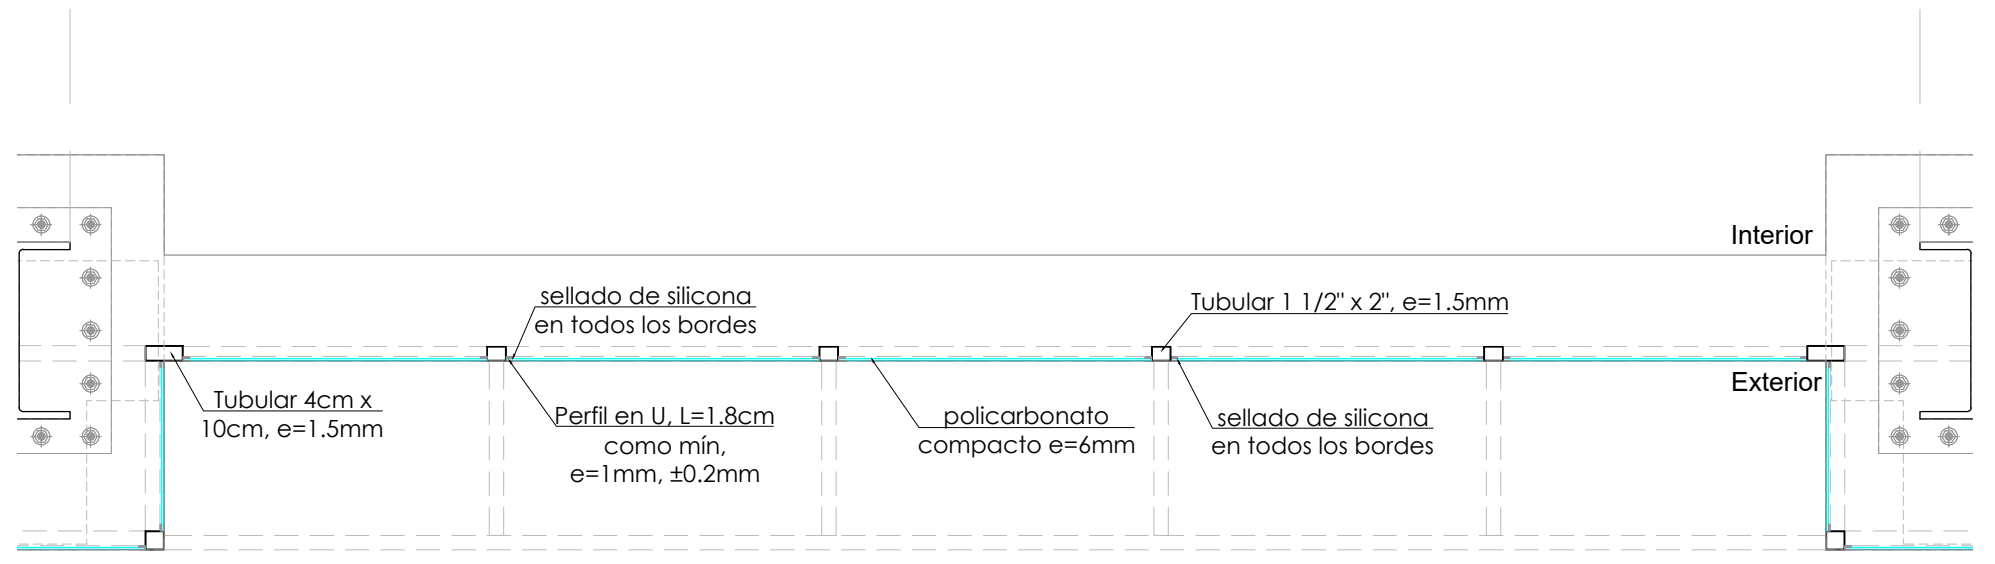 Interior
sellado de silicona
en todos los bordes
Tubular 1 1/2" x 2", e=1.5mm
Exterior
Tubular 4cm x
10cm, e=1.5mm
Perfil en U, L=1.8cm
como mín,
e=1mm, ±0.2mm
policarbonato
compacto e=6mm
sellado de silicona
en todos los bordes